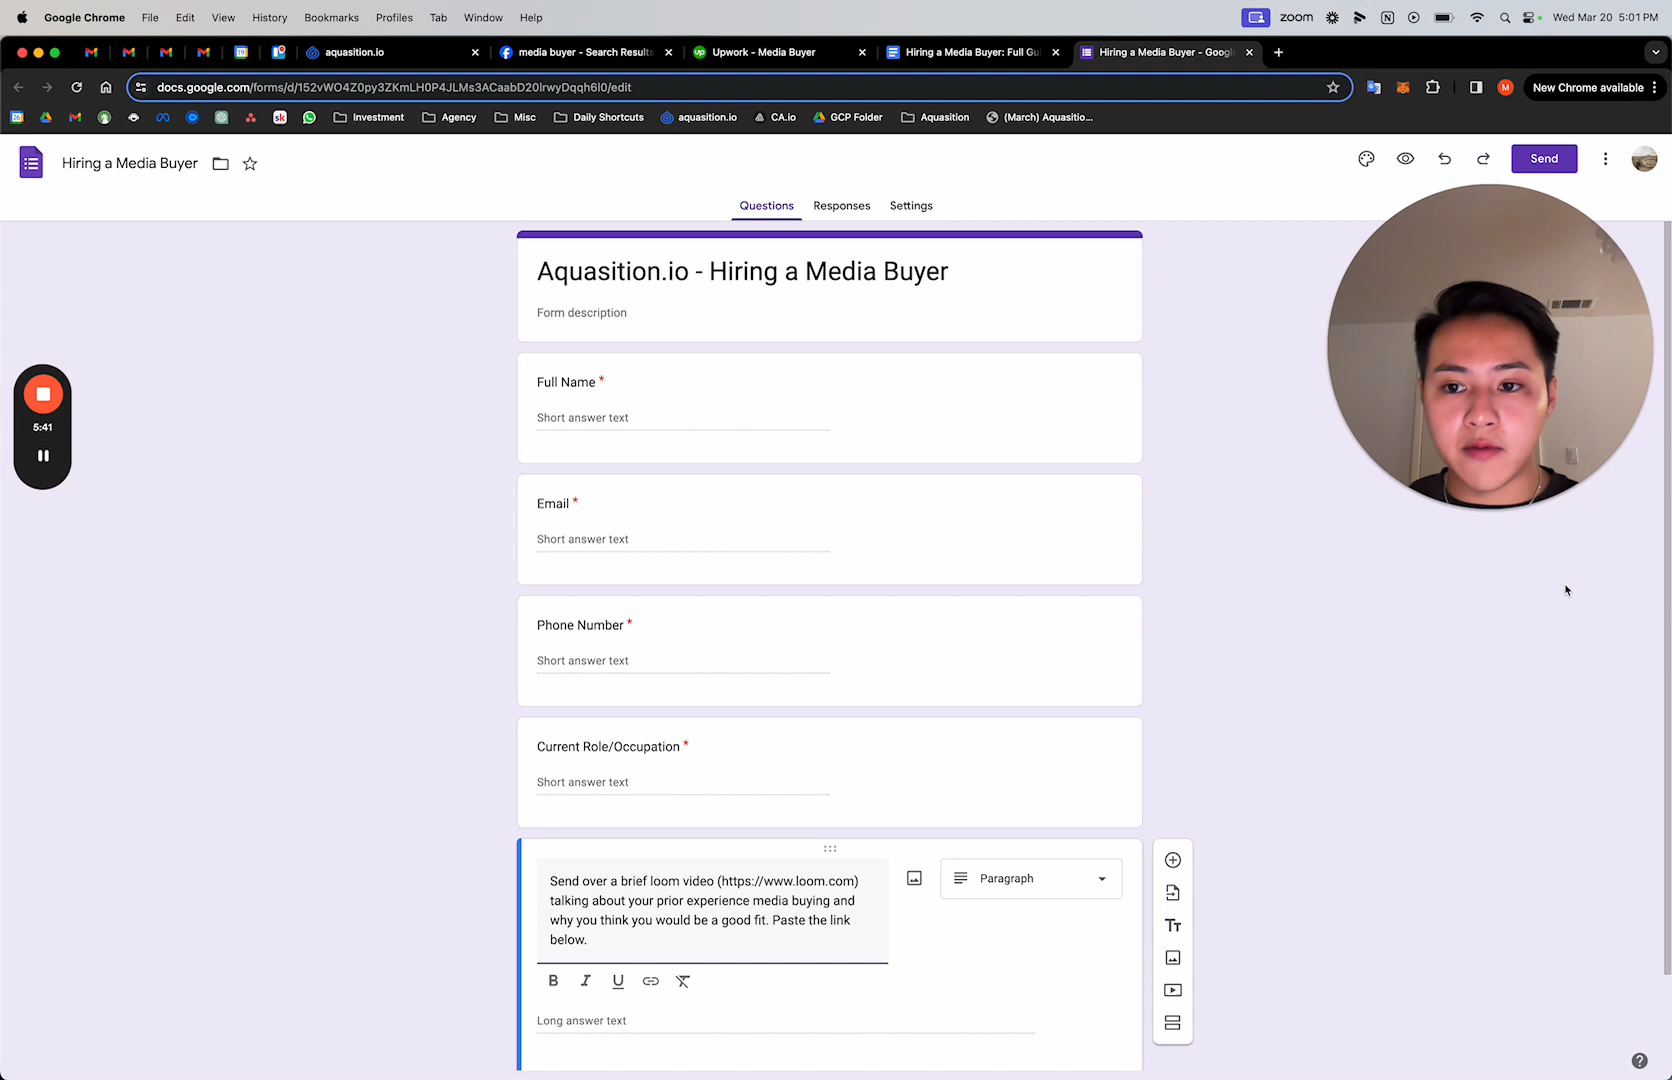 Google Chrome File Edit View History Bookmarks Profiles Tab Window Help zoom Wed Mar 20 5:01 PM
aquasition.io media buyer - Search Results Upwork - Media Buyer Hiring a Media Buyer: Full Gu Hiring a Media Buyer - Googl
docs.google.com/forms/d/152vWO4Z0py3ZKmLH0P4JLMs3ACaabD20lrwyDqqh6l0/edit M New Chrome available
sk Investment Agency Misc Daily Shortcuts aquasition.io CA.io GCP Folder Aquasition (March) Aquasitio...
Hiring a Media Buyer Send
Questions Responses Settings
Aquasition.io - Hiring a Media Buyer
Form description
Full Name *
Short answer text
5:41
Email *
Short answer text
Phone Number *
Short answer text
Current Role/Occupation *
Short answer text
Send over a brief loom video (https://www.loom.com)
talking about your prior experience media buying and
why you think you would be a good fit. Paste the link
below.
Paragraph
B I U
Long answer text